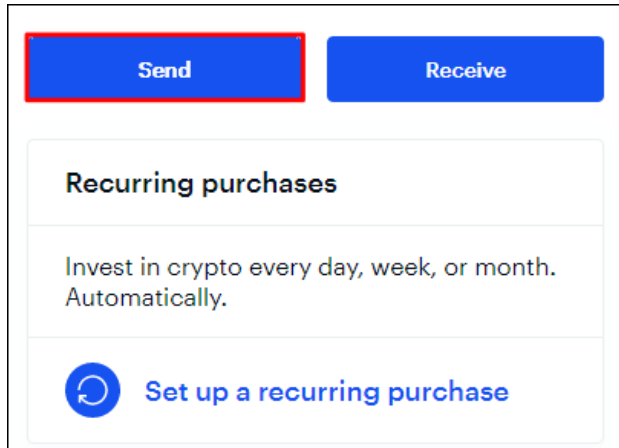 Send
Receive
Recurring purchases
Invest in crypto every day, week, or month.
Automatically.
Set up a recurring purchase